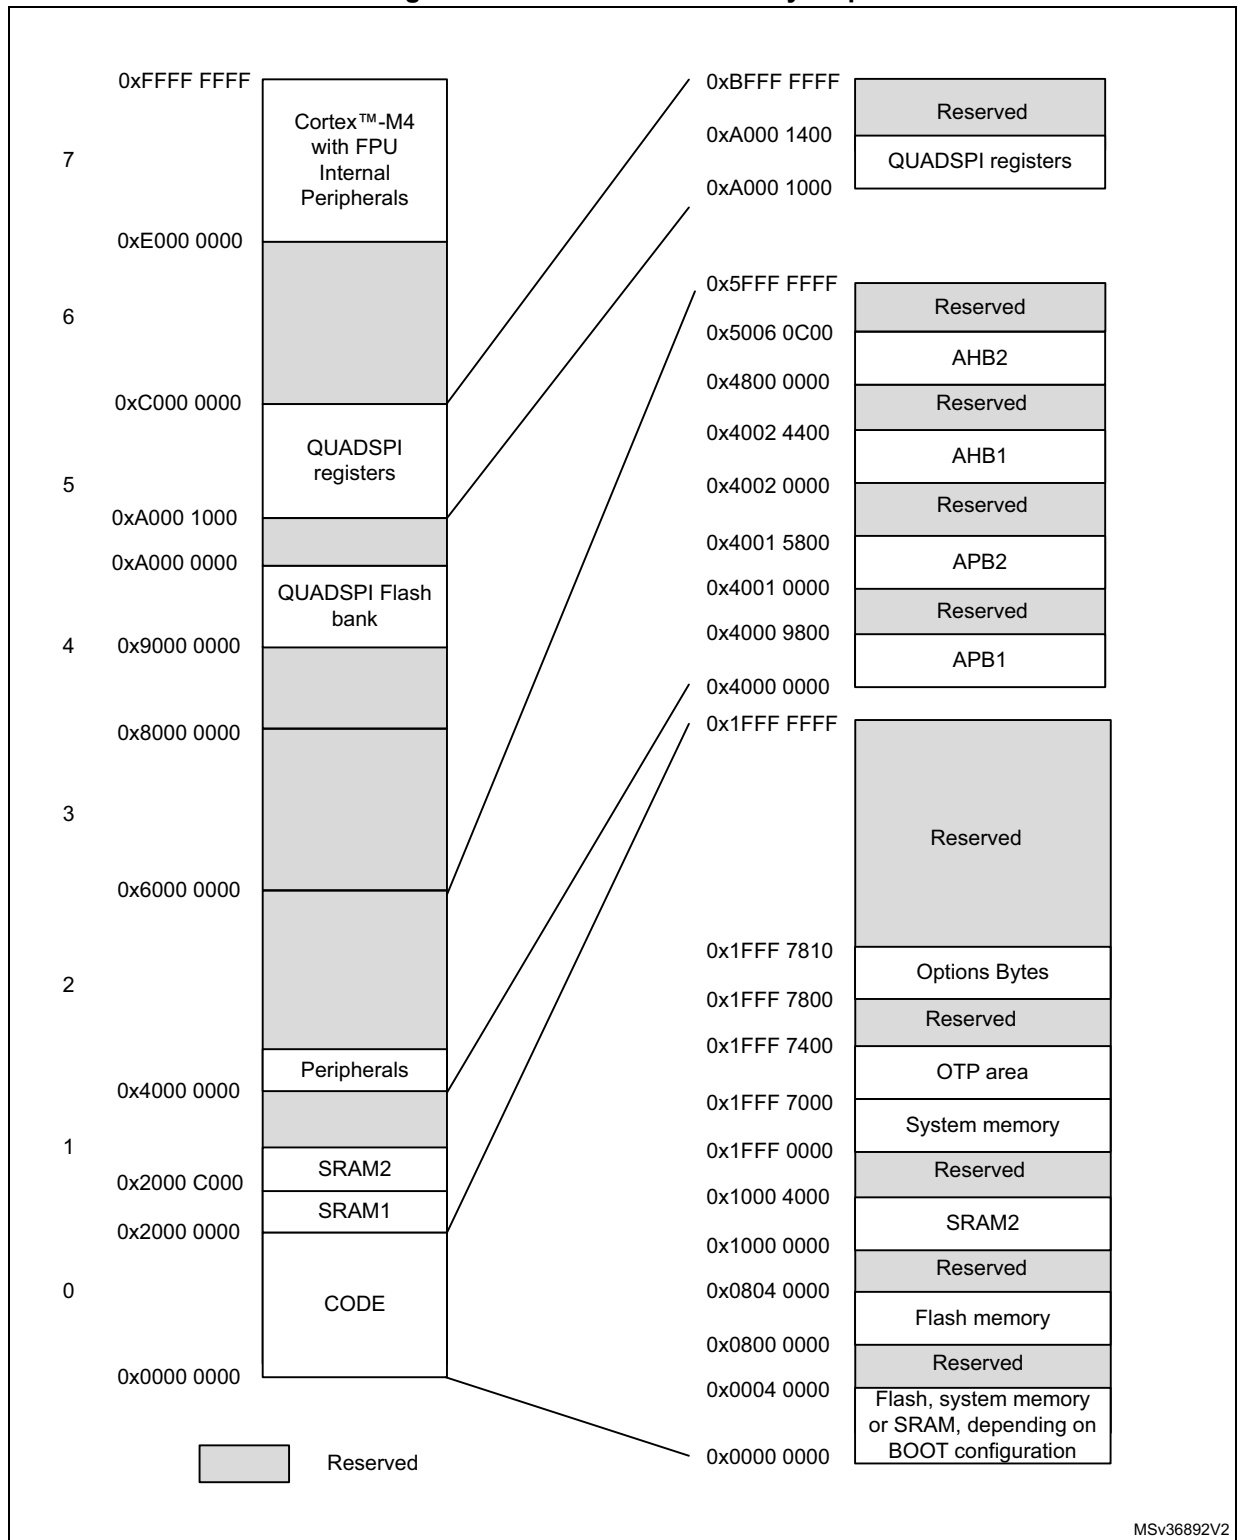 0xFFFF FFFF
Cortex™-M4
with FPU
Internal
Peripherals
7
0xE000 0000
6
0xC000 0000
QUADSPI
registers
5
0xA000 1000
0xA000 0000
QUADSPI Flash
bank
4
0x9000 0000
0x8000 0000
3
0x6000 0000
2
Peripherals
0x4000 0000
1
SRAM2
0x2000 C000
SRAM1
0x2000 0000
0
CODE
0x0000 0000
Reserved
0xBFFF FFFF
Reserved
0xA000 1400
QUADSPI registers
0xA000 1000
0x5FFF FFFF
Reserved
0x5006 0C00
AHB2
0x4800 0000
Reserved
0x4002 4400
AHB1
0x4002 0000
Reserved
0x4001 5800
APB2
0x4001 0000
Reserved
0x4000 9800
APB1
0x4000 0000
0x1FFF FFFF
Reserved
0x1FFF 7810
Options Bytes
0x1FFF 7800
Reserved
0x1FFF 7400
OTP area
0x1FFF 7000
System memory
0x1FFF 0000
Reserved
0x1000 4000
SRAM2
0x1000 0000
Reserved
0x0804 0000
Flash memory
0x0800 0000
Reserved
0x0004 0000
Flash, system memory
or SRAM, depending on
BOOT configuration
0x0000 0000
MSv36892V2